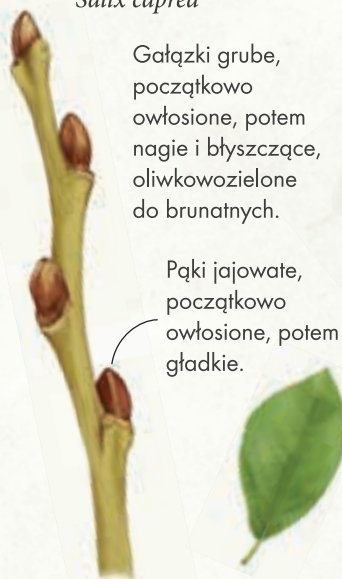 Salix caprea
Gałązki grube,
początkowo
owłosione, potem
nagie i błyszczące,
oliwkowozielone
do brunatnych.
Pąki jajowate,
początkowo
owłosione, potem
gładkie.